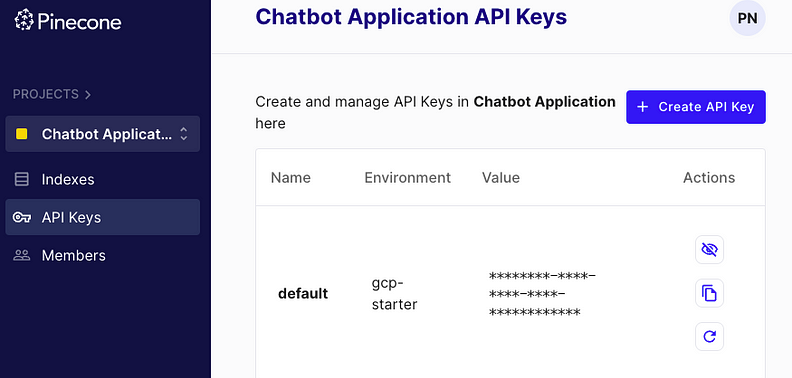 Pinecone
PROJECTS
Chatbot Applicat...
Indexes
API Keys
Members
Chatbot Application API Keys
PN
Create and manage API Keys in Chatbot Application
here
+ Create API Key
Name Environment Value Actions
default
gcp-
starter
********-****-
****-****-
************